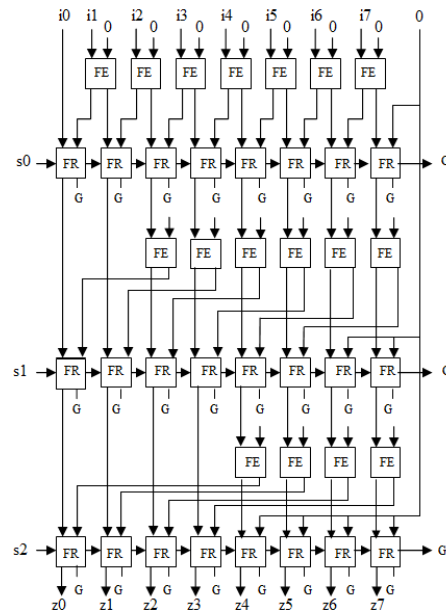 i0 i1 i2 i3 i4 i5 i6 i7 0
0 0 0 0 0 0 0
FE FE FE FE FE FE FE
s0 FR FR FR FR FR FR FR FR
G G G G G G G G
FE FE FE FE FE FE
s1 FR FR FR FR FR FR FR FR
G G G G G G G G
FE FE FE FE
s2 FR FR FR FR FR FR FR FR G
z0 G z1 G z2 G z3 G z4 G z5 G z6 G z7 G